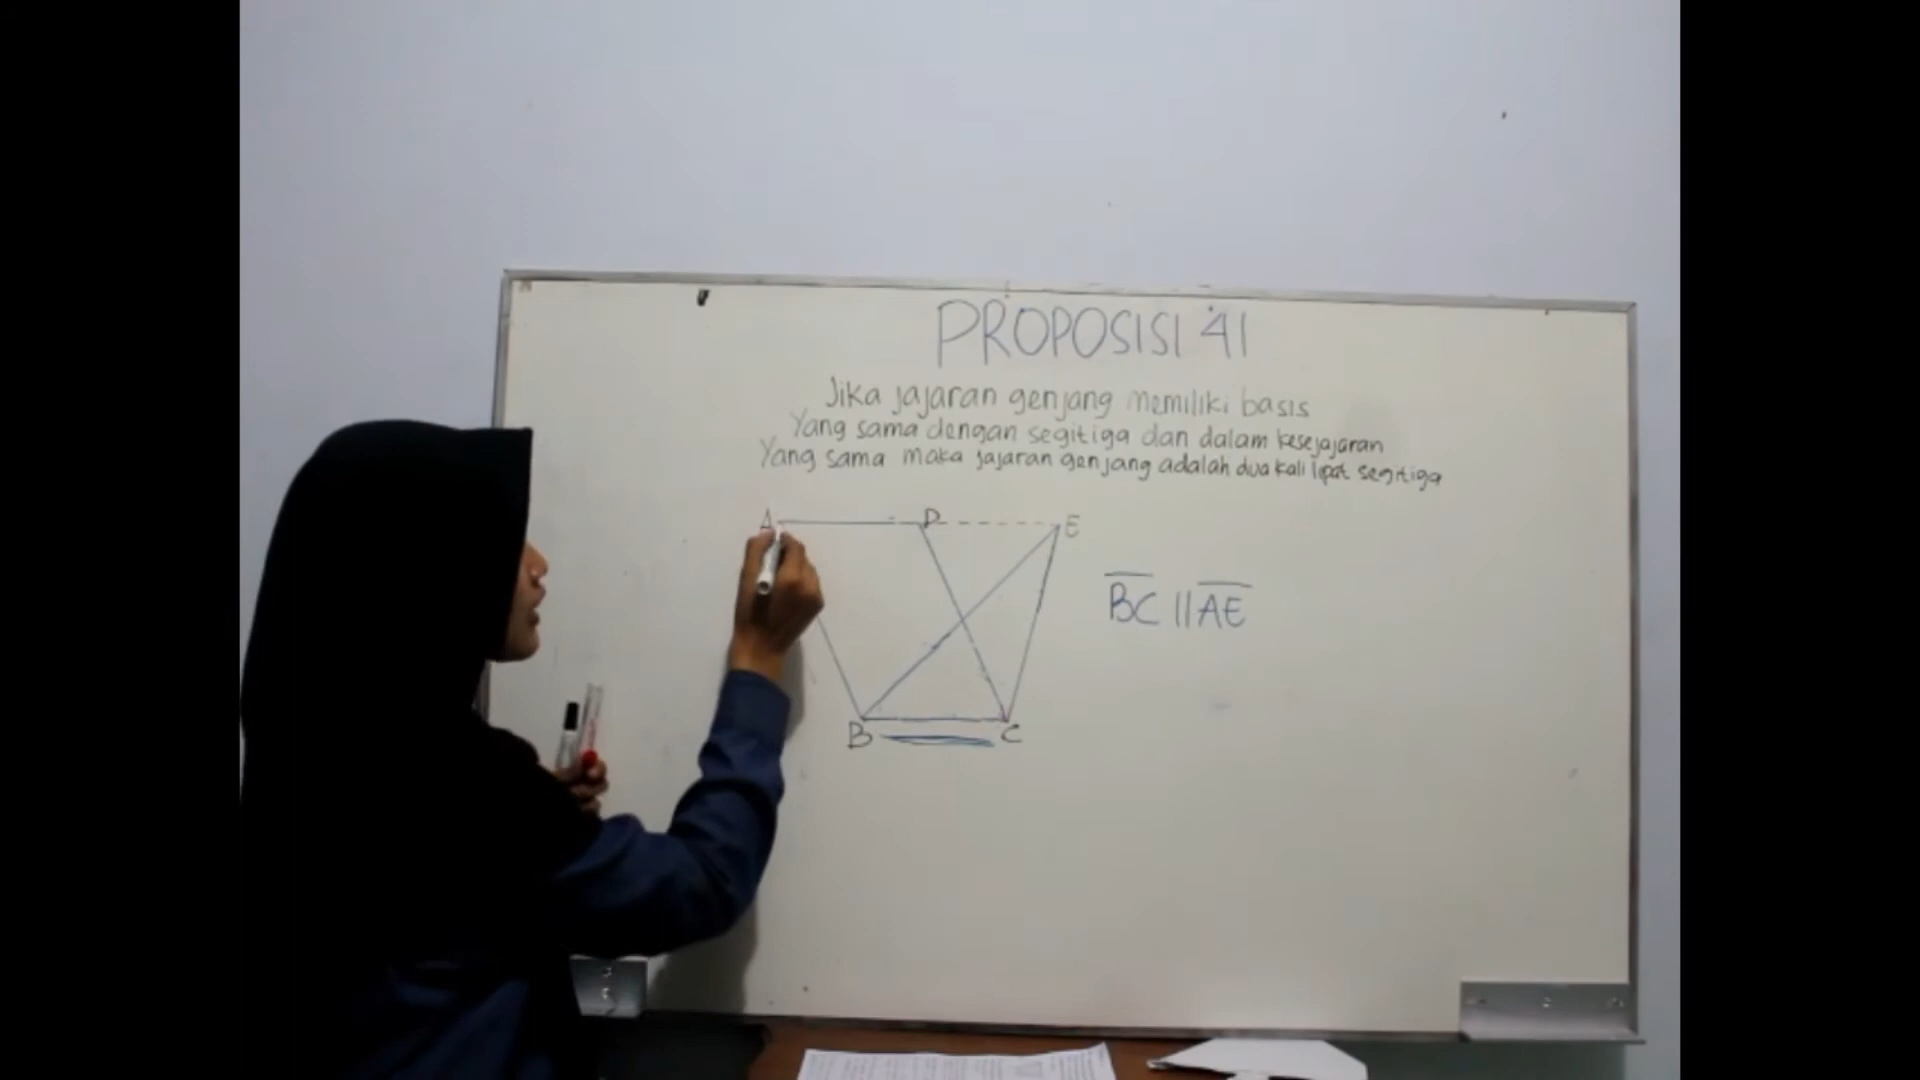 PROPOSISI 41
Jika jajaran genjang memiliki basis
Yang sama dengan segitiga dan dalam kesejajaran
Yang sama maka jajaran genjang adalah dua kali lipat segitiga
A D E
BC || AE
B C